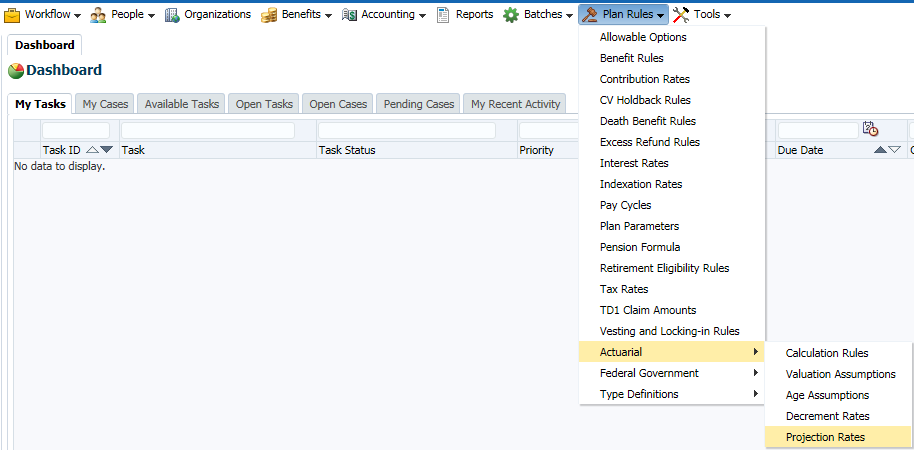 Workflow People Organizations Benefits Accounting Reports Batches Plan Rules Tools
Dashboard
Dashboard
My Tasks My Cases Available Tasks Open Tasks Open Cases Pending Cases My Recent Activity
Task ID Task Task Status Priority Due Date
No data to display.
Allowable Options
Benefit Rules
Contribution Rates
CV Holdback Rules
Death Benefit Rules
Excess Refund Rules
Interest Rates
Indexation Rates
Pay Cycles
Plan Parameters
Pension Formula
Retirement Eligibility Rules
Tax Rates
TD1 Claim Amounts
Vesting and Locking-in Rules
Actuarial
Federal Government
Type Definitions
Calculation Rules
Valuation Assumptions
Age Assumptions
Decrement Rates
Projection Rates